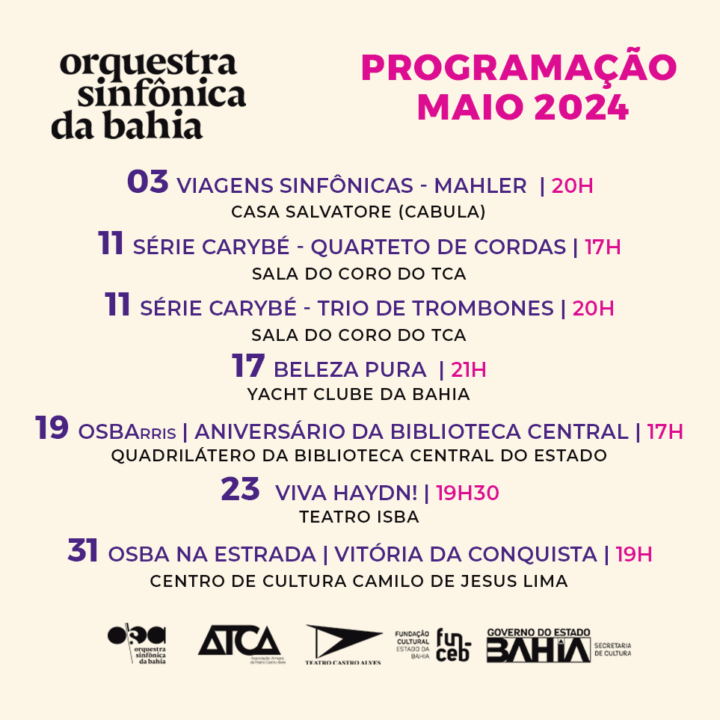 orquestra
sinfônica
da bahia
PROGRAMAÇÃO
MAIO 2024
03 VIAGENS SINFÔNICAS - MAHLER | 20H
CASA SALVATORE (CABULA)
11 SÉRIE CARYBÉ - QUARTETO DE CORDAS | 17H
SALA DO CORO DO TCA
11 SÉRIE CARYBÉ - TRIO DE TROMBONES | 20H
SALA DO CORO DO TCA
17 BELEZA PURA | 21H
YACHT CLUBE DA BAHIA
19 OSBARRIS | ANIVERSÁRIO DA BIBLIOTECA CENTRAL | 17H
QUADRILÁTERO DA BIBLIOTECA CENTRAL DO ESTADO
23 VIVA HAYDN! | 19H30
TEATRO ISBA
31 OSBA NA ESTRADA | VITÓRIA DA CONQUISTA | 19H
CENTRO DE CULTURA CAMILO DE JESUS LIMA
orquestra
sinfônica
da bahia
ATCA
TEATRO CASTRO ALVES
FUNDAÇÃO
CULTURAL
ESTADO DA
BAHIA
fun
ceb
GOVERNO DO ESTADO
BAHIA
SECRETARIA
DE CULTURA